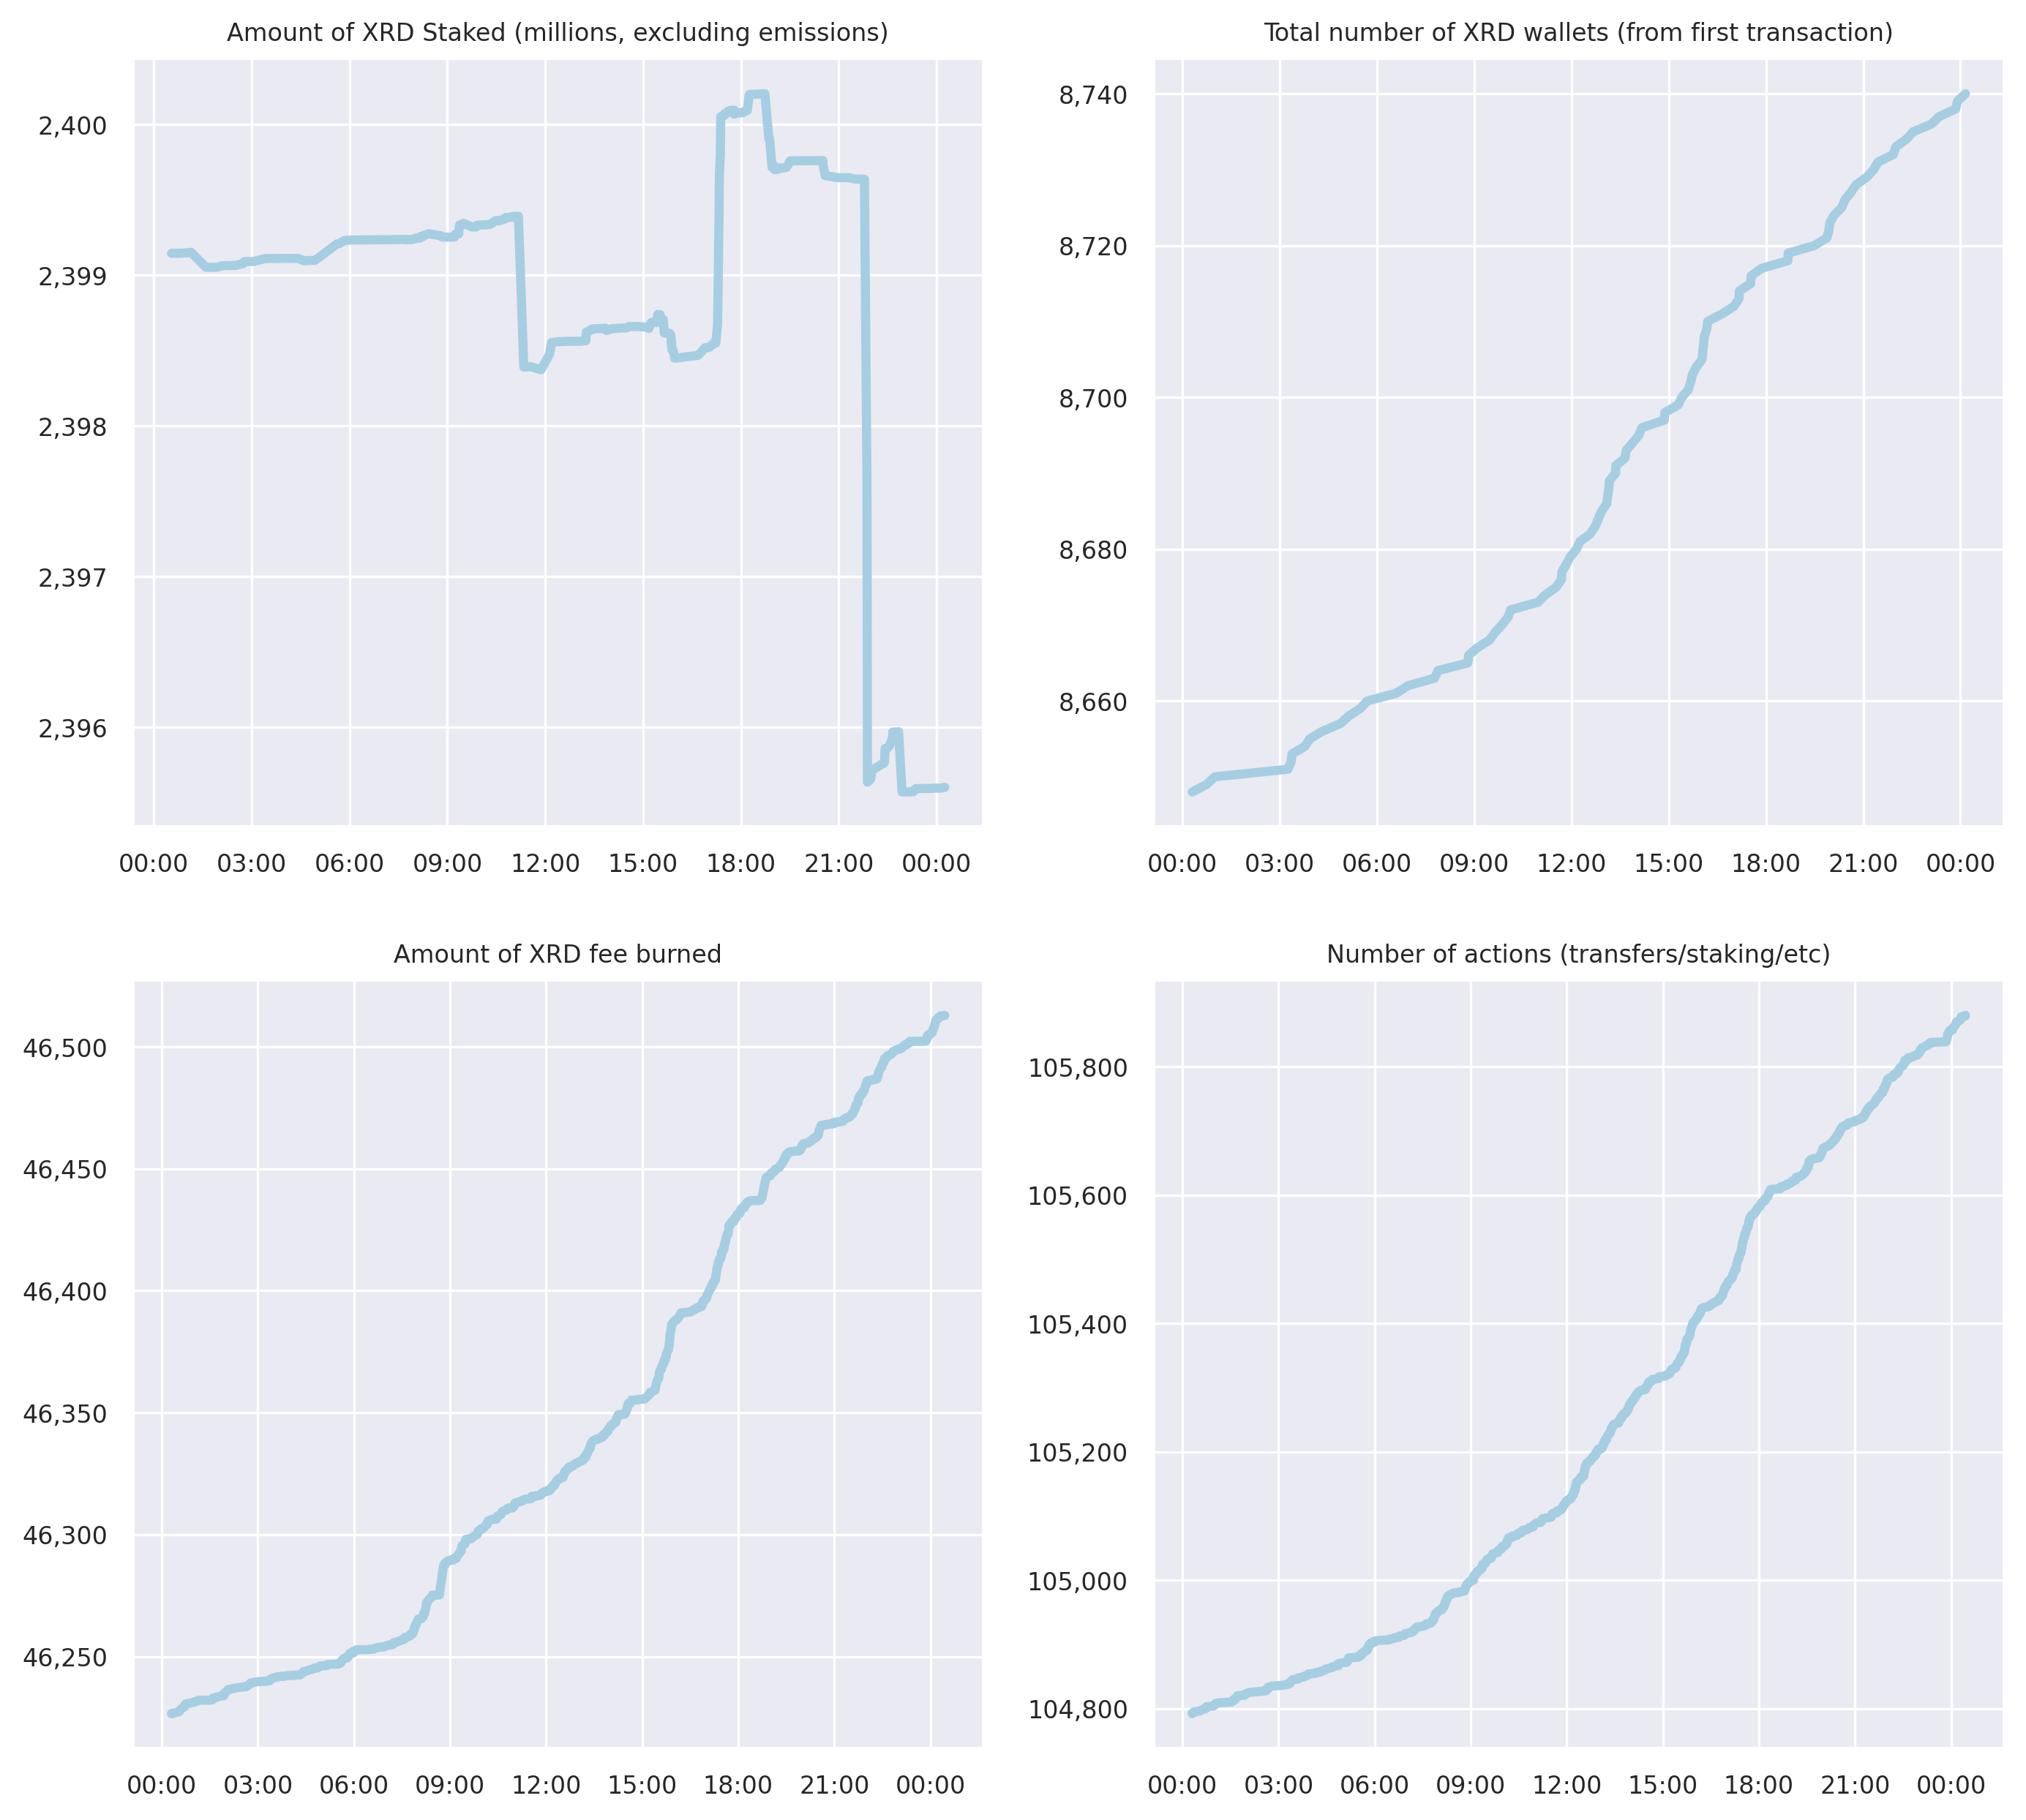 Amount of XRD Staked (millions, excluding emissions)
2,400
2,399
2,398
2,397
2,396
00:00 03:00 06:00 09:00 12:00 15:00 18:00 21:00 00:00
Total number of XRD wallets (from first transaction)
8,740
8,720
8,700
8,680
8,660
00:00 03:00 06:00 09:00 12:00 15:00 18:00 21:00 00:00
Amount of XRD fee burned
46,500
46,450
46,400
46,350
46,300
46,250
00:00 03:00 06:00 09:00 12:00 15:00 18:00 21:00 00:00
Number of actions (transfers/staking/etc)
105,800
105,600
105,400
105,200
105,000
104,800
00:00 03:00 06:00 09:00 12:00 15:00 18:00 21:00 00:00